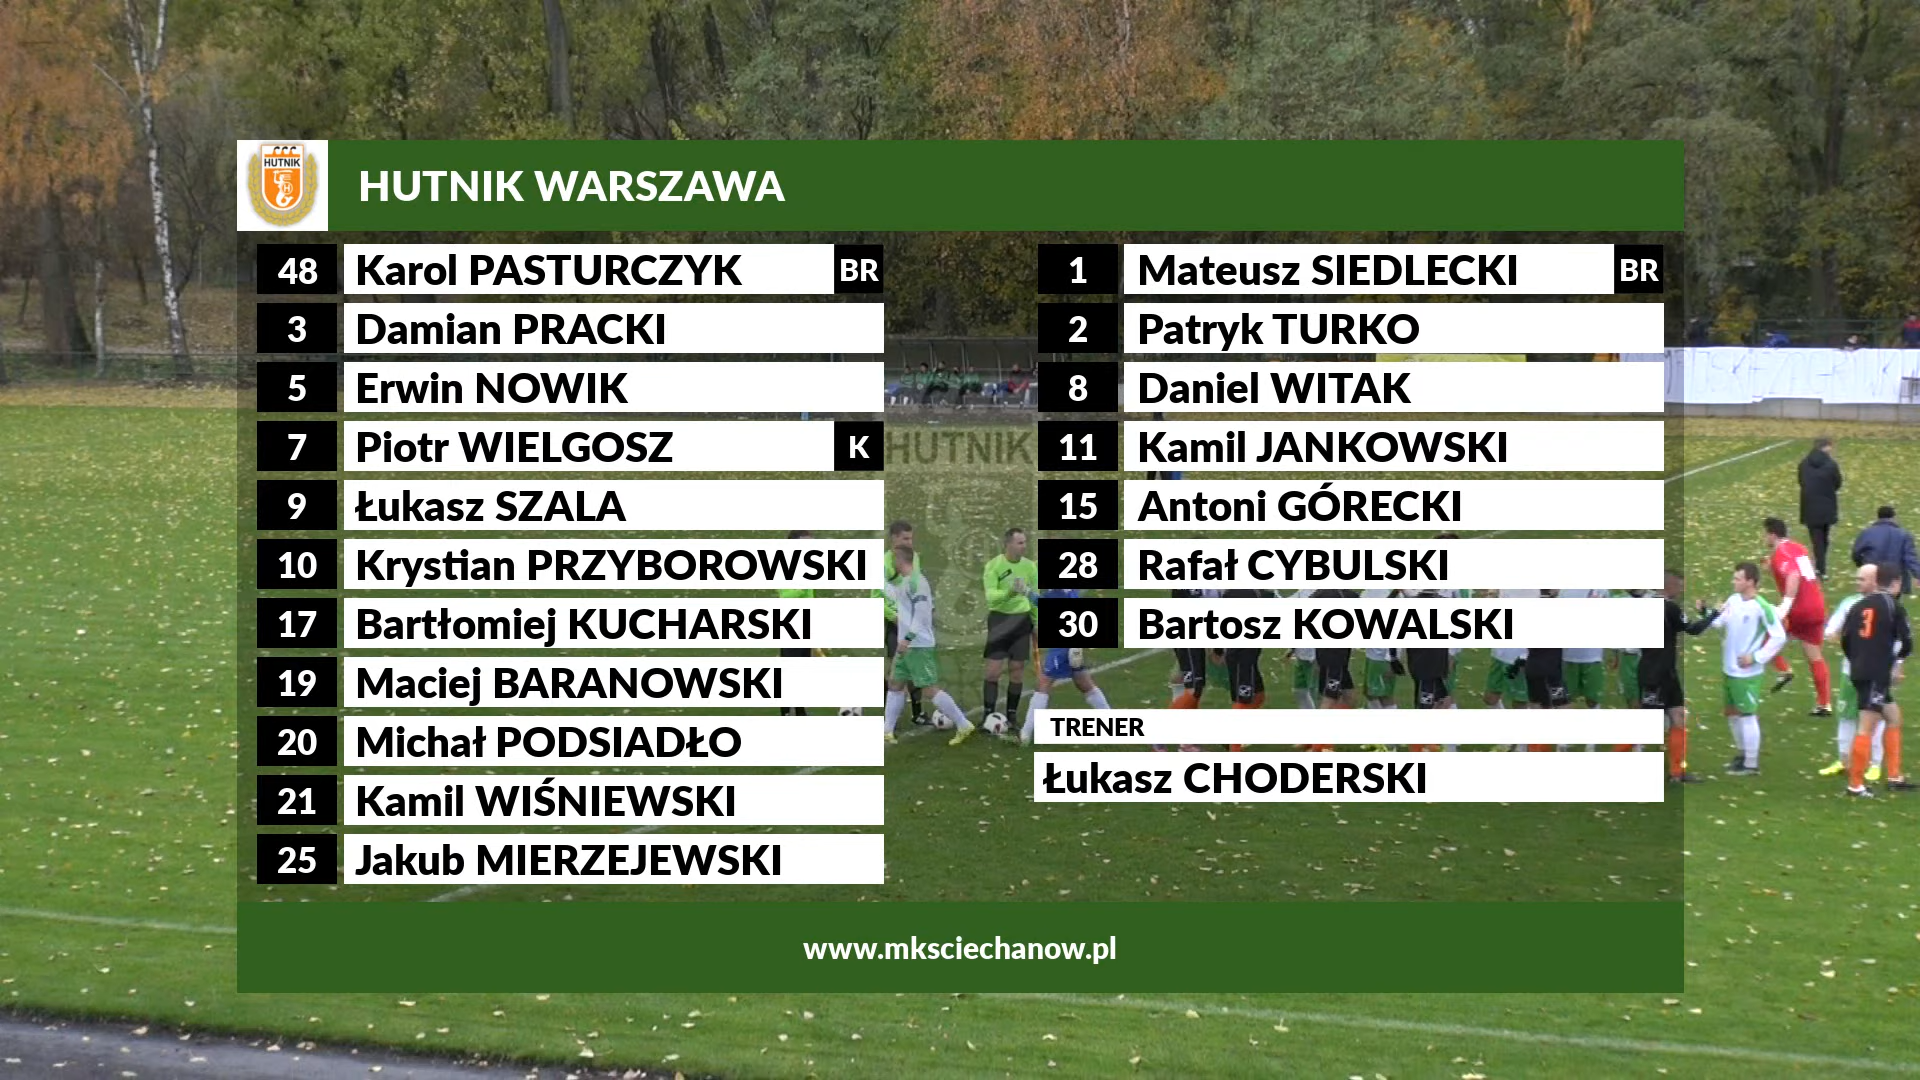 HUTNIK
HUTNIK WARSZAWA
48 Karol PASTURCZYK BR
3 Damian PRACKI
5 Erwin NOWIK
7 Piotr WIELGOSZ K
9 Łukasz SZALA
10 Krystian PRZYBOROWSKI
17 Bartłomiej KUCHARSKI
19 Maciej BARANOWSKI
20 Michał PODSIADŁO
21 Kamil WIŚNIEWSKI
25 Jakub MIERZEJEWSKI
HUTNIK
1 Mateusz SIEDLECKI BR
2 Patryk TURKO
8 Daniel WITAK
11 Kamil JANKOWSKI
15 Antoni GÓRECKI
28 Rafał CYBULSKI
30 Bartosz KOWALSKI
TRENER
Łukasz CHODERSKI
3
www.mksciechanow.pl